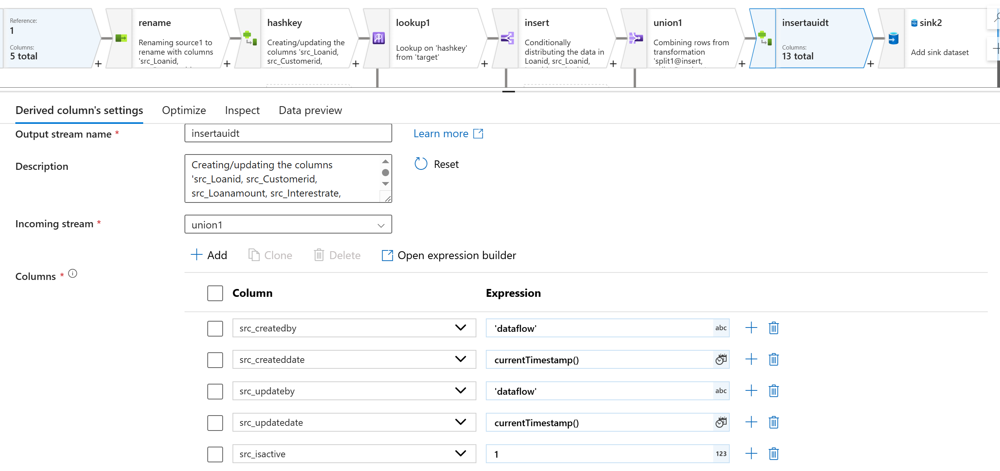 Reference:
1
Columns:
5 total
rename
Renaming source1 to
rename with columns
'src_Loanid,
hashkey
Creating/updating the
columns 'src_Loanid,
src_Customerid,
lookup1
Lookup on 'hashkey'
from 'target'
insert
Conditionally
distributing the data in
Loanid, src_Loanid,
union1
Combining rows from
transformation
'split1@insert,
insertauidt
Columns:
13 total
SQL sink2
Add sink dataset
Derived column's settings
Optimize
Inspect
Data preview
Output stream name *
insertauidt
Learn more
Description
Creating/updating the columns
'src_Loanid, src_Customerid,
src_Loanamount, src_Interestrate,
Reset
Incoming stream *
union1
Add
Clone
Delete
Open expression builder
Columns *
Column
Expression
src_createdby
'dataflow'
abc
src_createddate
currentTimestamp()
src_updateby
'dataflow'
abc
src_updatedate
currentTimestamp()
src_isactive
1
123